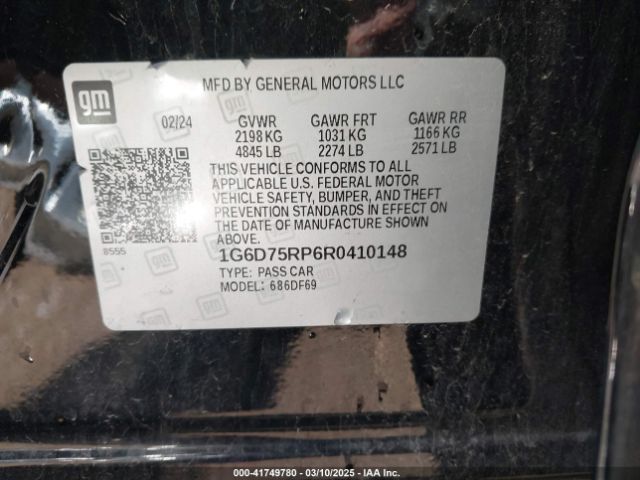 gm
MFD BY GENERAL MOTORS LLC
02/24 GVWR GAWR FRT GAWR RR
2198 KG 1031 KG 1166 KG
4845 LB 2274 LB 2571 LB
THIS VEHICLE CONFORMS TO ALL
APPLICABLE U.S. FEDERAL MOTOR
VEHICLE SAFETY, BUMPER, AND THEFT
PREVENTION STANDARDS IN EFFECT ON
THE DATE OF MANUFACTURE SHOWN
ABOVE.
8555
1G6D75RP6R0410148
TYPE: PASS CAR
MODEL: 686DF69
00-41749780 — 03/10/2025 — IAA Inc.